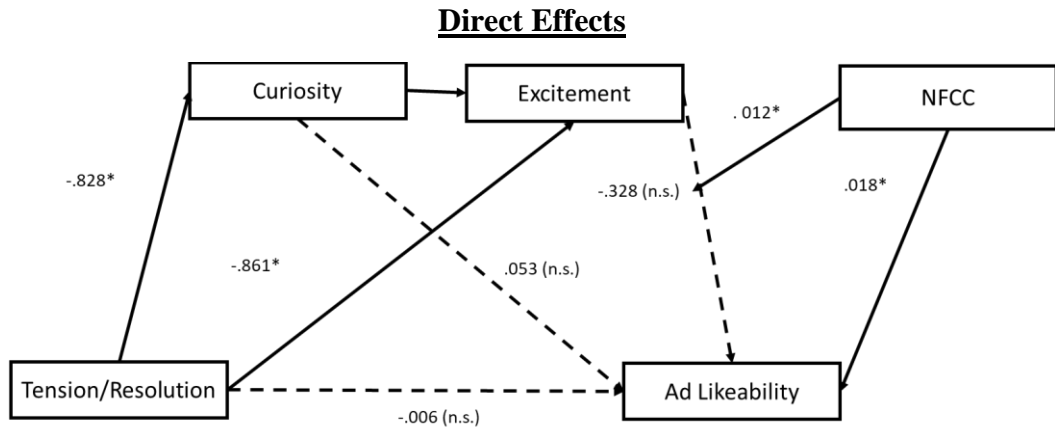 Direct Effects
Curiosity
Excitement
NFCC
. 012*
-.828*
-.328 (n.s.)
.018*
-.861*
.053 (n.s.)
Tension/Resolution
Ad Likeability
-.006 (n.s.)